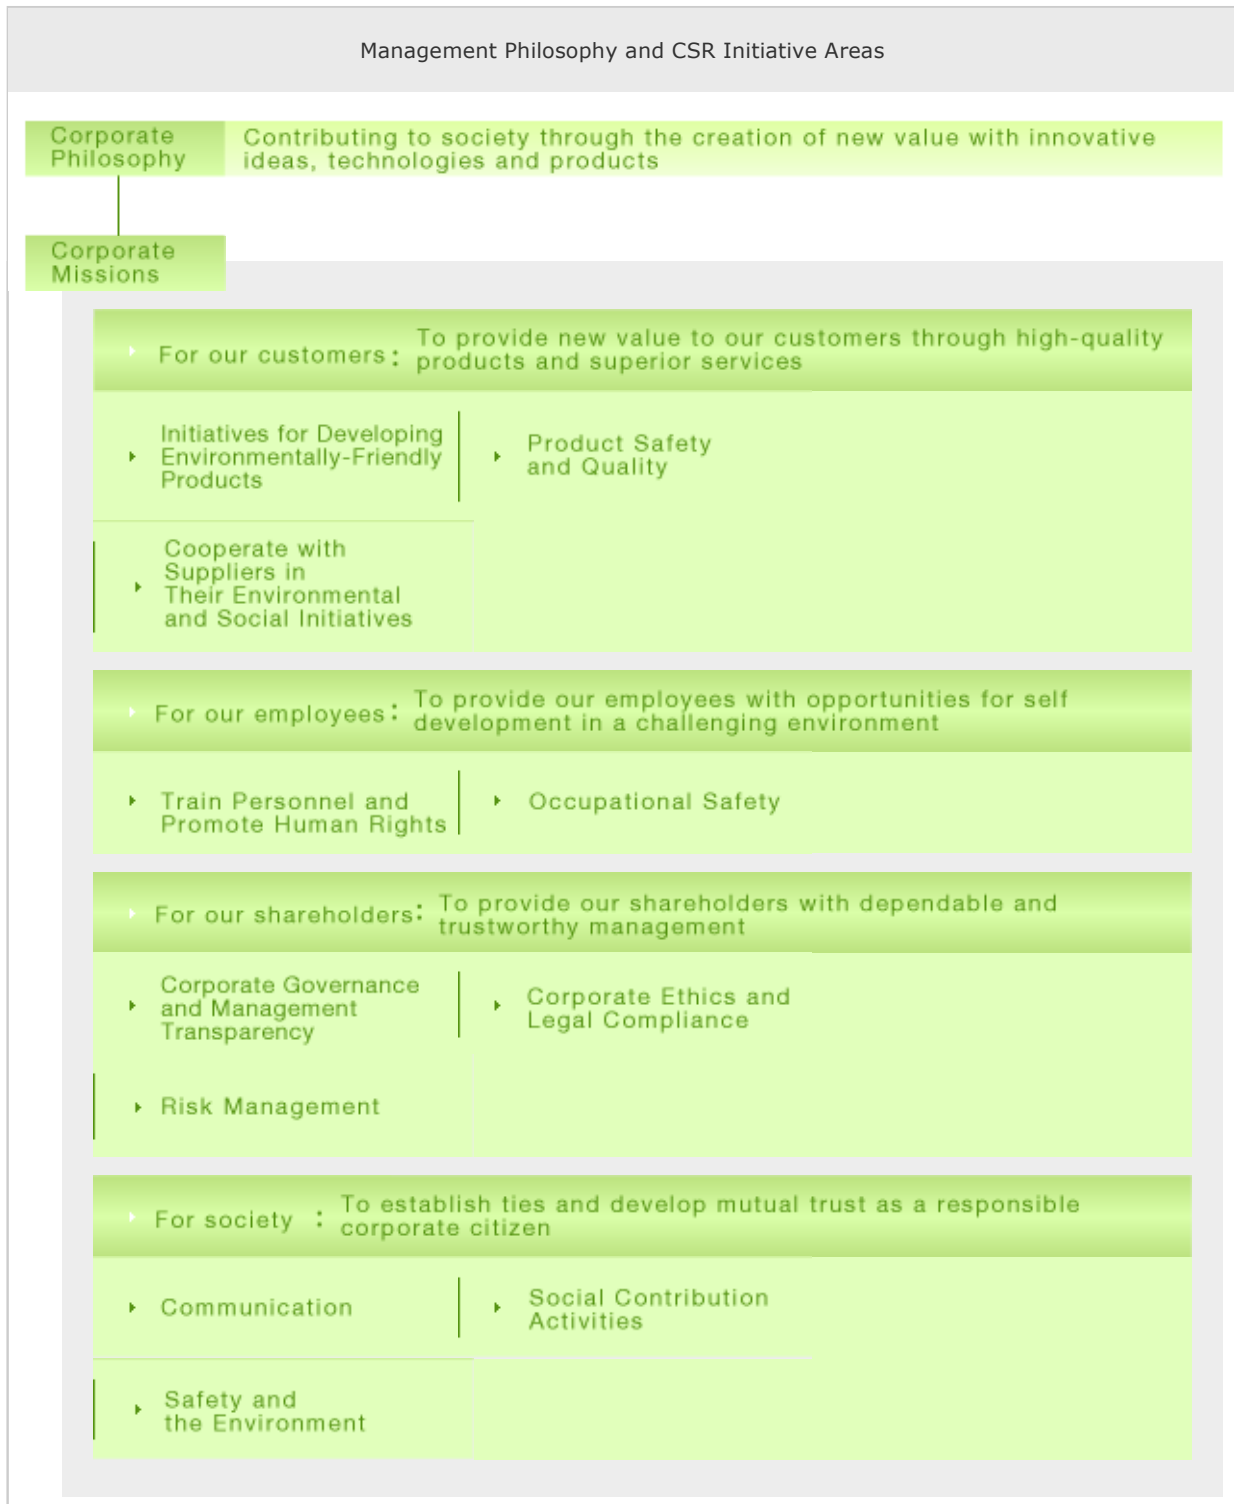 Management Philosophy and CSR Initiative Areas
Corporate
Philosophy
Contributing to society through the creation of new value with innovative
ideas, technologies and products
Corporate
Missions
For our customers:
To provide new value to our customers through high-quality
products and superior services
Initiatives for Developing
Environmentally-Friendly
Products
Product Safety
and Quality
Cooperate with
Suppliers in
Their Environmental
and Social Initiatives
For our employees:
To provide our employees with opportunities for self
development in a challenging environment
Train Personnel and
Promote Human Rights
Occupational Safety
For our shareholders:
To provide our shareholders with dependable and
trustworthy management
Corporate Governance
and Management
Transparency
Corporate Ethics and
Legal Compliance
Risk Management
For society :
To establish ties and develop mutual trust as a responsible
corporate citizen
Communication
Social Contribution
Activities
Safety and
the Environment